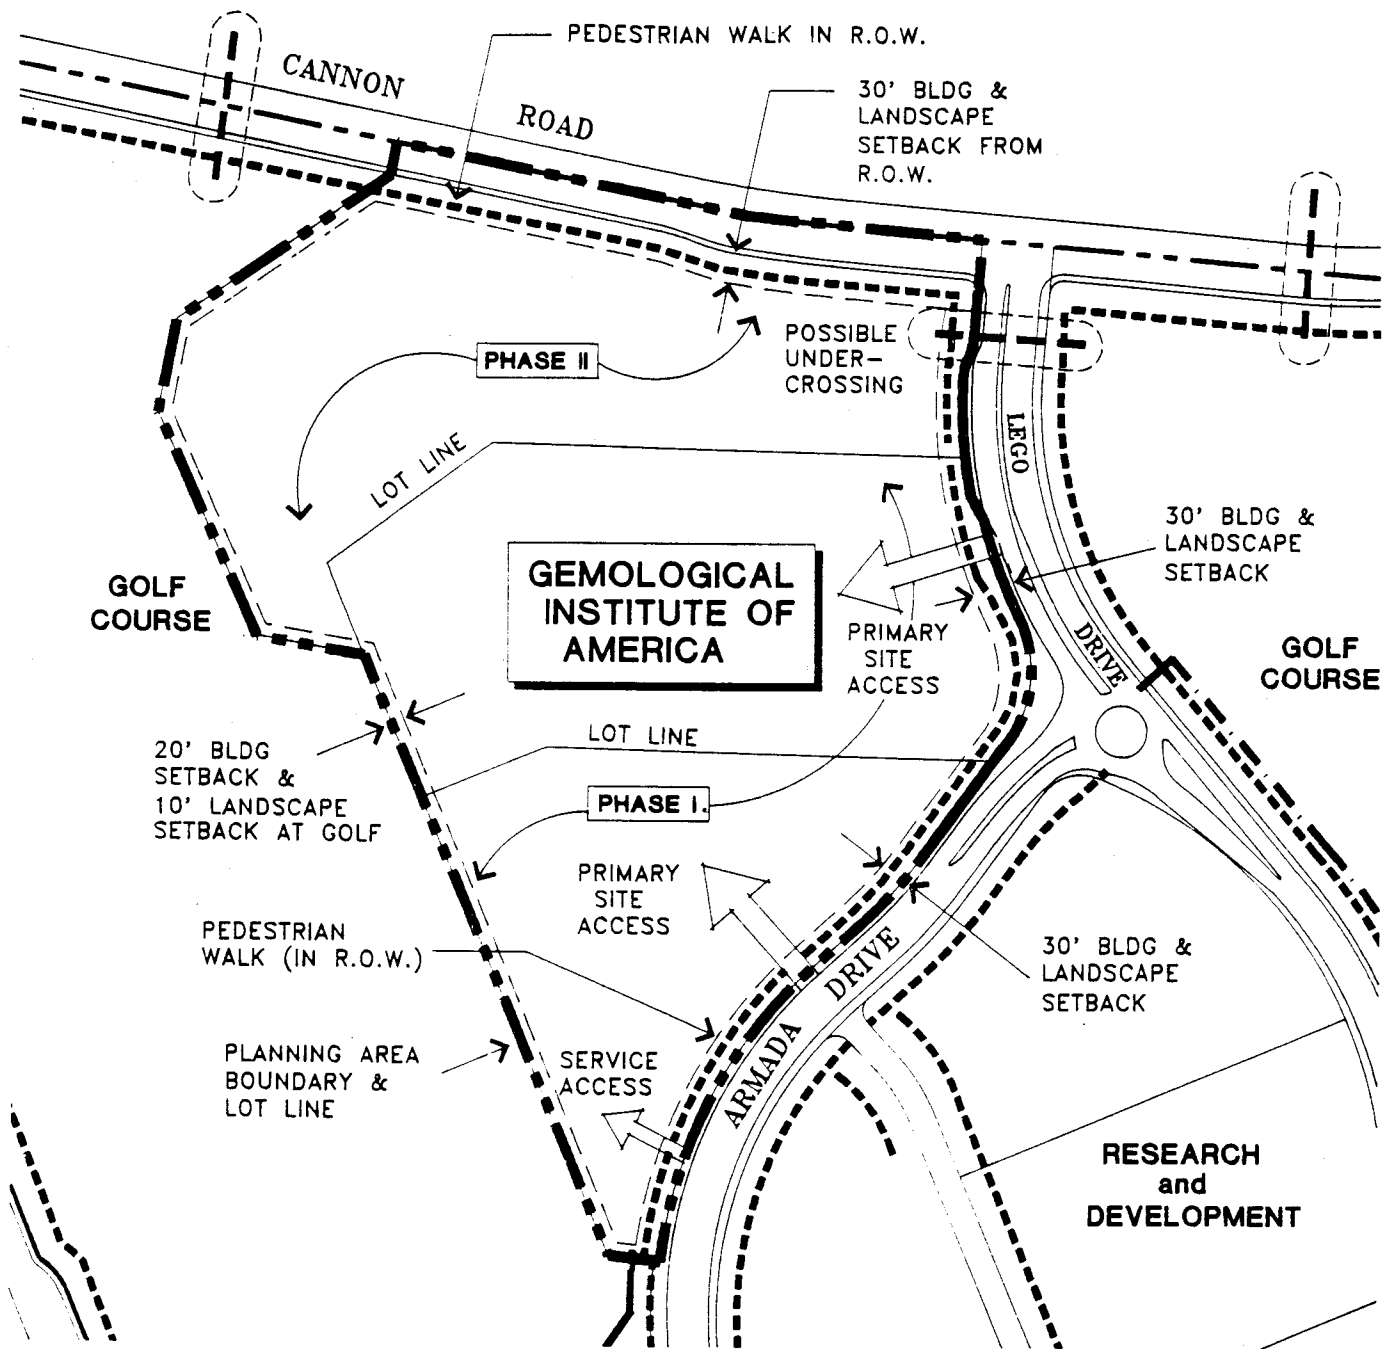 PEDESTRIAN WALK IN R.O.W.
CANNON ROAD
30' BLDG &
LANDSCAPE
SETBACK FROM
R.O.W.
PHASE II
POSSIBLE
UNDER-
CROSSING
LOT LINE
LEGO DRIVE
30' BLDG &
LANDSCAPE
SETBACK
GOLF
COURSE
GEMOLOGICAL
INSTITUTE OF
AMERICA
PRIMARY
SITE
ACCESS
GOLF
COURSE
20' BLDG
SETBACK &
10' LANDSCAPE
SETBACK AT GOLF
LOT LINE
PHASE I.
PRIMARY
SITE
ACCESS
PEDESTRIAN
WALK (IN R.O.W.)
30' BLDG &
LANDSCAPE
SETBACK
ARMADA DRIVE
PLANNING AREA
BOUNDARY &
LOT LINE
SERVICE
ACCESS
RESEARCH
and
DEVELOPMENT